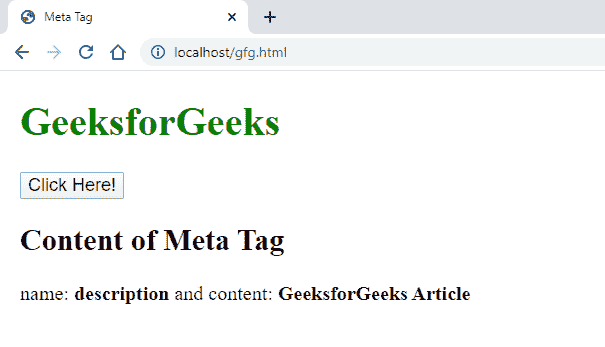 Meta Tag
localhost/gfg.html
GeeksforGeeks
Click Here!
Content of Meta Tag
name: description and content: GeeksforGeeks Article